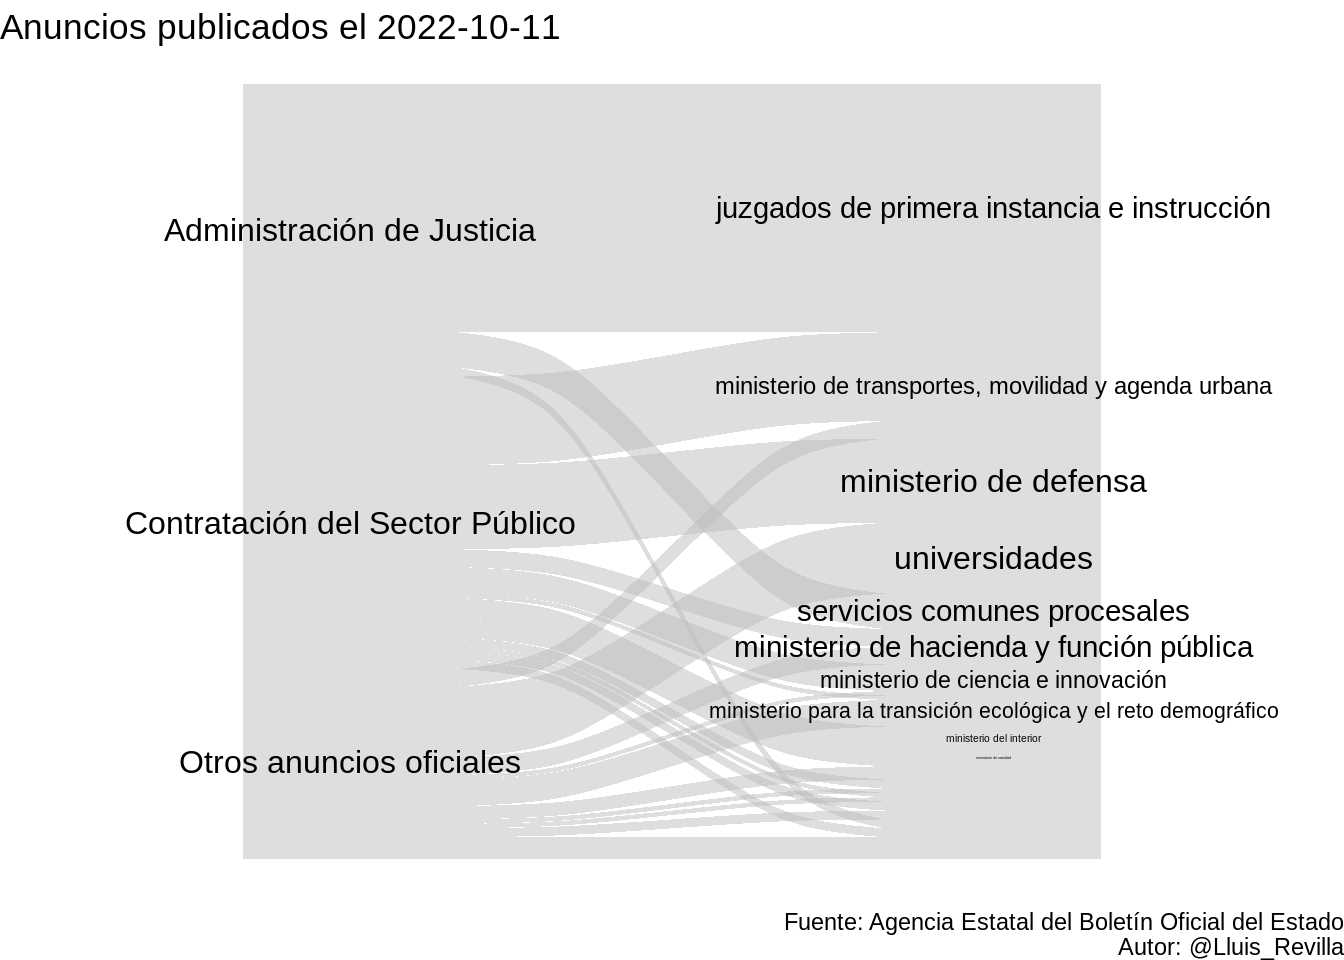 Anuncios publicados el 2022-10-11
Administración de Justicia
Contratación del Sector Público
Otros anuncios oficiales
juzgados de primera instancia e instrucción
ministerio de transportes, movilidad y agenda urbana
ministerio de defensa
universidades
servicios comunes procesales
ministerio de hacienda y función pública
ministerio de ciencia e innovación
ministerio para la transición ecológica y el reto demográfico
ministerio del interior
ministerio de sanidad
Fuente: Agencia Estatal del Boletín Oficial del Estado
Autor: @Lluis_Revilla